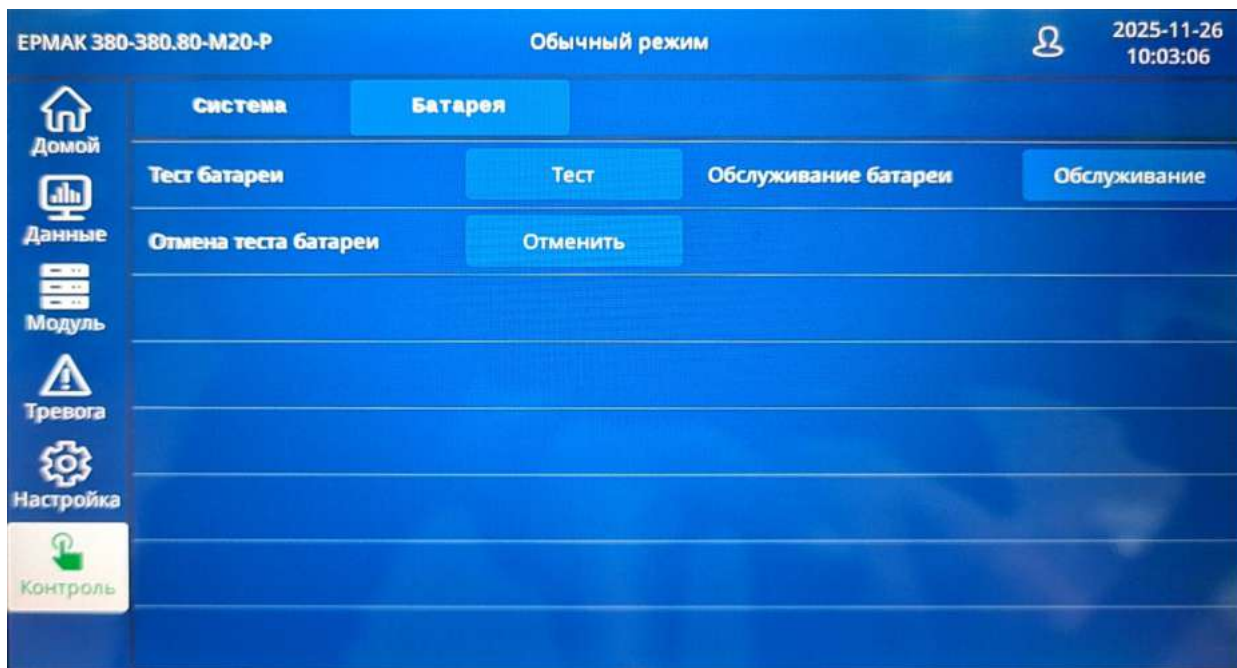 ЕРМАК 380-380.80-М20-Р
Обычный режим
2025-11-26
10:03:06
Домой
Данные
Модуль
Тревога
Настройка
Контроль
Система
Батарея
Тест батареи
Тест
Обслуживание батареи
Обслуживание
Отмена теста батареи
Отменить